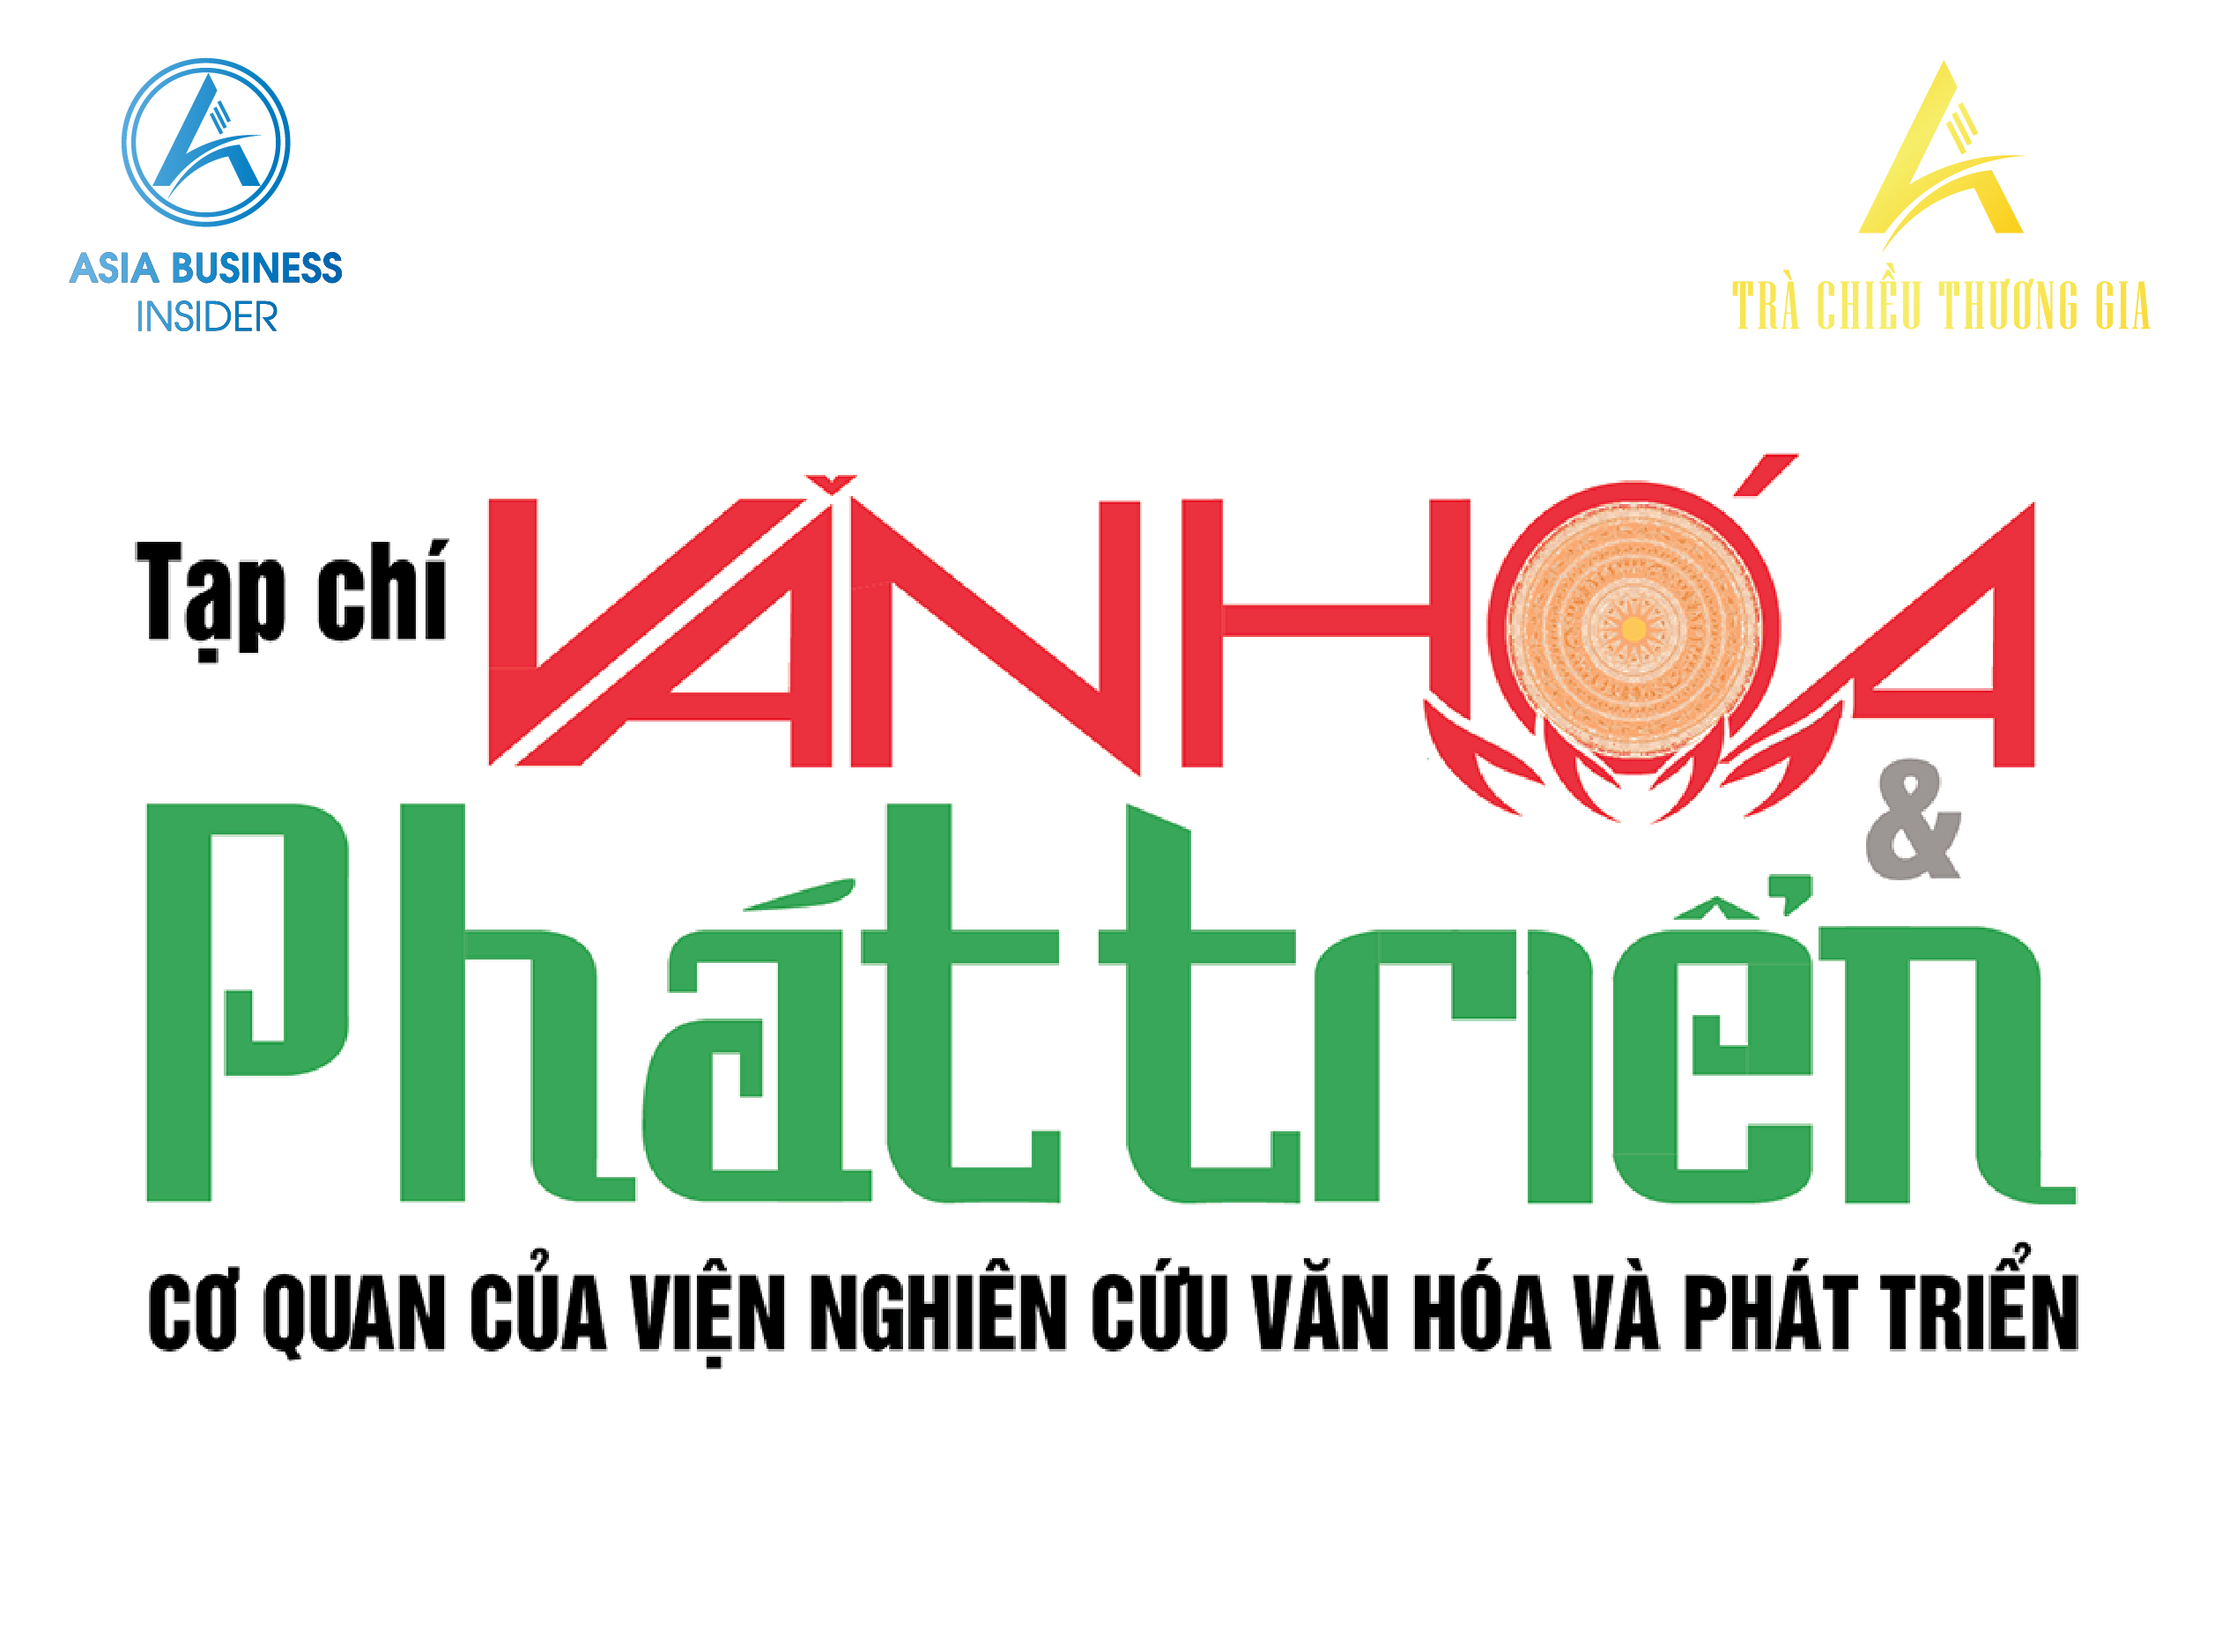 ASIA BUSINESS
INSIDER
TRÀ CHIỀU THƯƠNG GIA
Tạp chí VĂN HÓA
& 
Phát triển
CƠ QUAN CỦA VIỆN NGHIÊN CỨU VĂN HÓA VÀ PHÁT TRIỂN